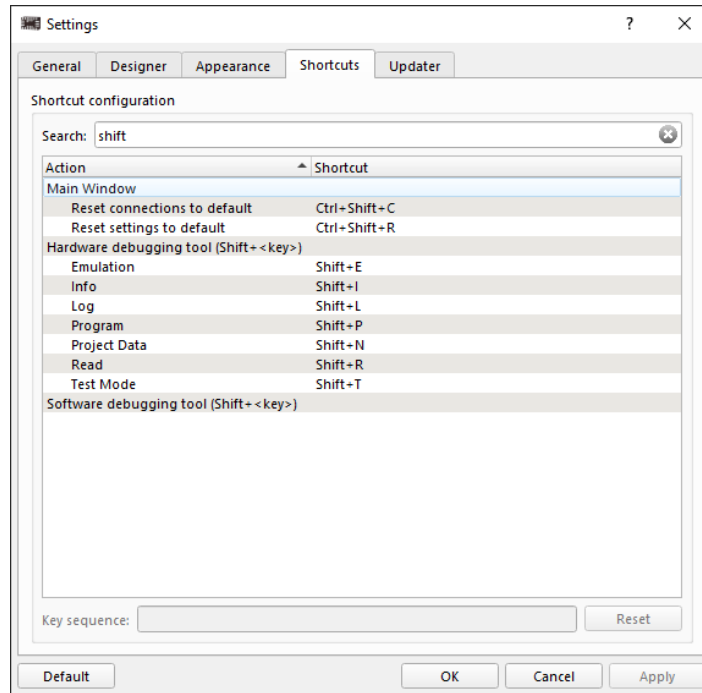 Settings
General Designer Appearance Shortcuts Updater
Shortcut configuration
Search: shift
Action Shortcut
Main Window
Reset connections to default Ctrl+Shift+C
Reset settings to default Ctrl+Shift+R
Hardware debugging tool (Shift+<key>)
Emulation Shift+E
Info Shift+I
Log Shift+L
Program Shift+P
Project Data Shift+N
Read Shift+R
Test Mode Shift+T
Software debugging tool (Shift+<key>)
Key sequence: Reset
Default OK Cancel Apply